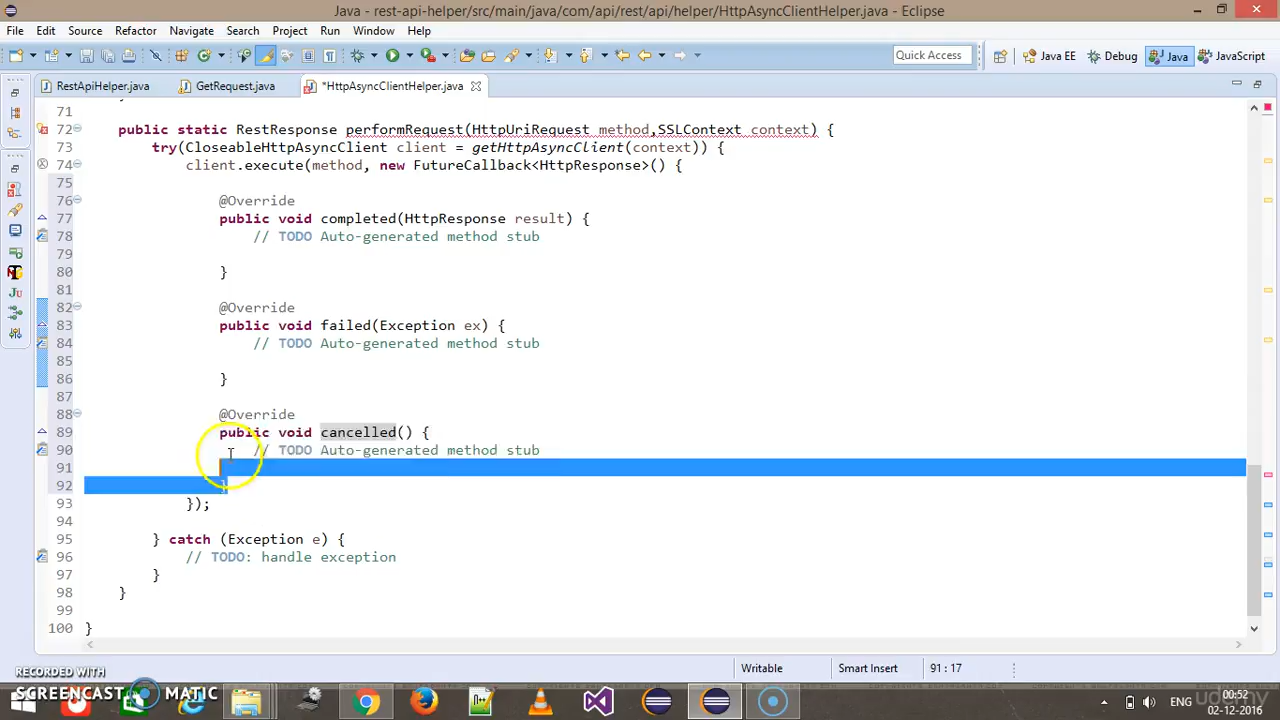 Java - rest-api-helper/src/main/java/com/api/rest/api/helper/HttpAsyncClientHelper.java - Eclipse
File Edit Source Refactor Navigate Search Project Run Window Help
Quick Access Java EE Debug Java JavaScript
RestApiHelper.java GetRequest.java *HttpAsyncClientHelper.java
71
72 public static RestResponse performRequest(HttpUriRequest method,SSLContext context) {
73 try(CloseableHttpAsyncClient client = getHttpAsyncClient(context)) {
74 client.execute(method, new FutureCallback<HttpResponse>() {
75
76 @Override
77 public void completed(HttpResponse result) {
78 // TODO Auto-generated method stub
79
80 }
81
82 @Override
83 public void failed(Exception ex) {
84 // TODO Auto-generated method stub
85
86 }
87
88 @Override
89 public void cancelled() {
90 // TODO Auto-generated method stub
91
92 }
93 });
94
95 } catch (Exception e) {
96 // TODO: handle exception
97 }
98 }
99
100 }
Writable Smart Insert 91 : 17
RECORDED WITH
SCREENCAST MATIC
ENG
00:52
02-12-2016
udemy